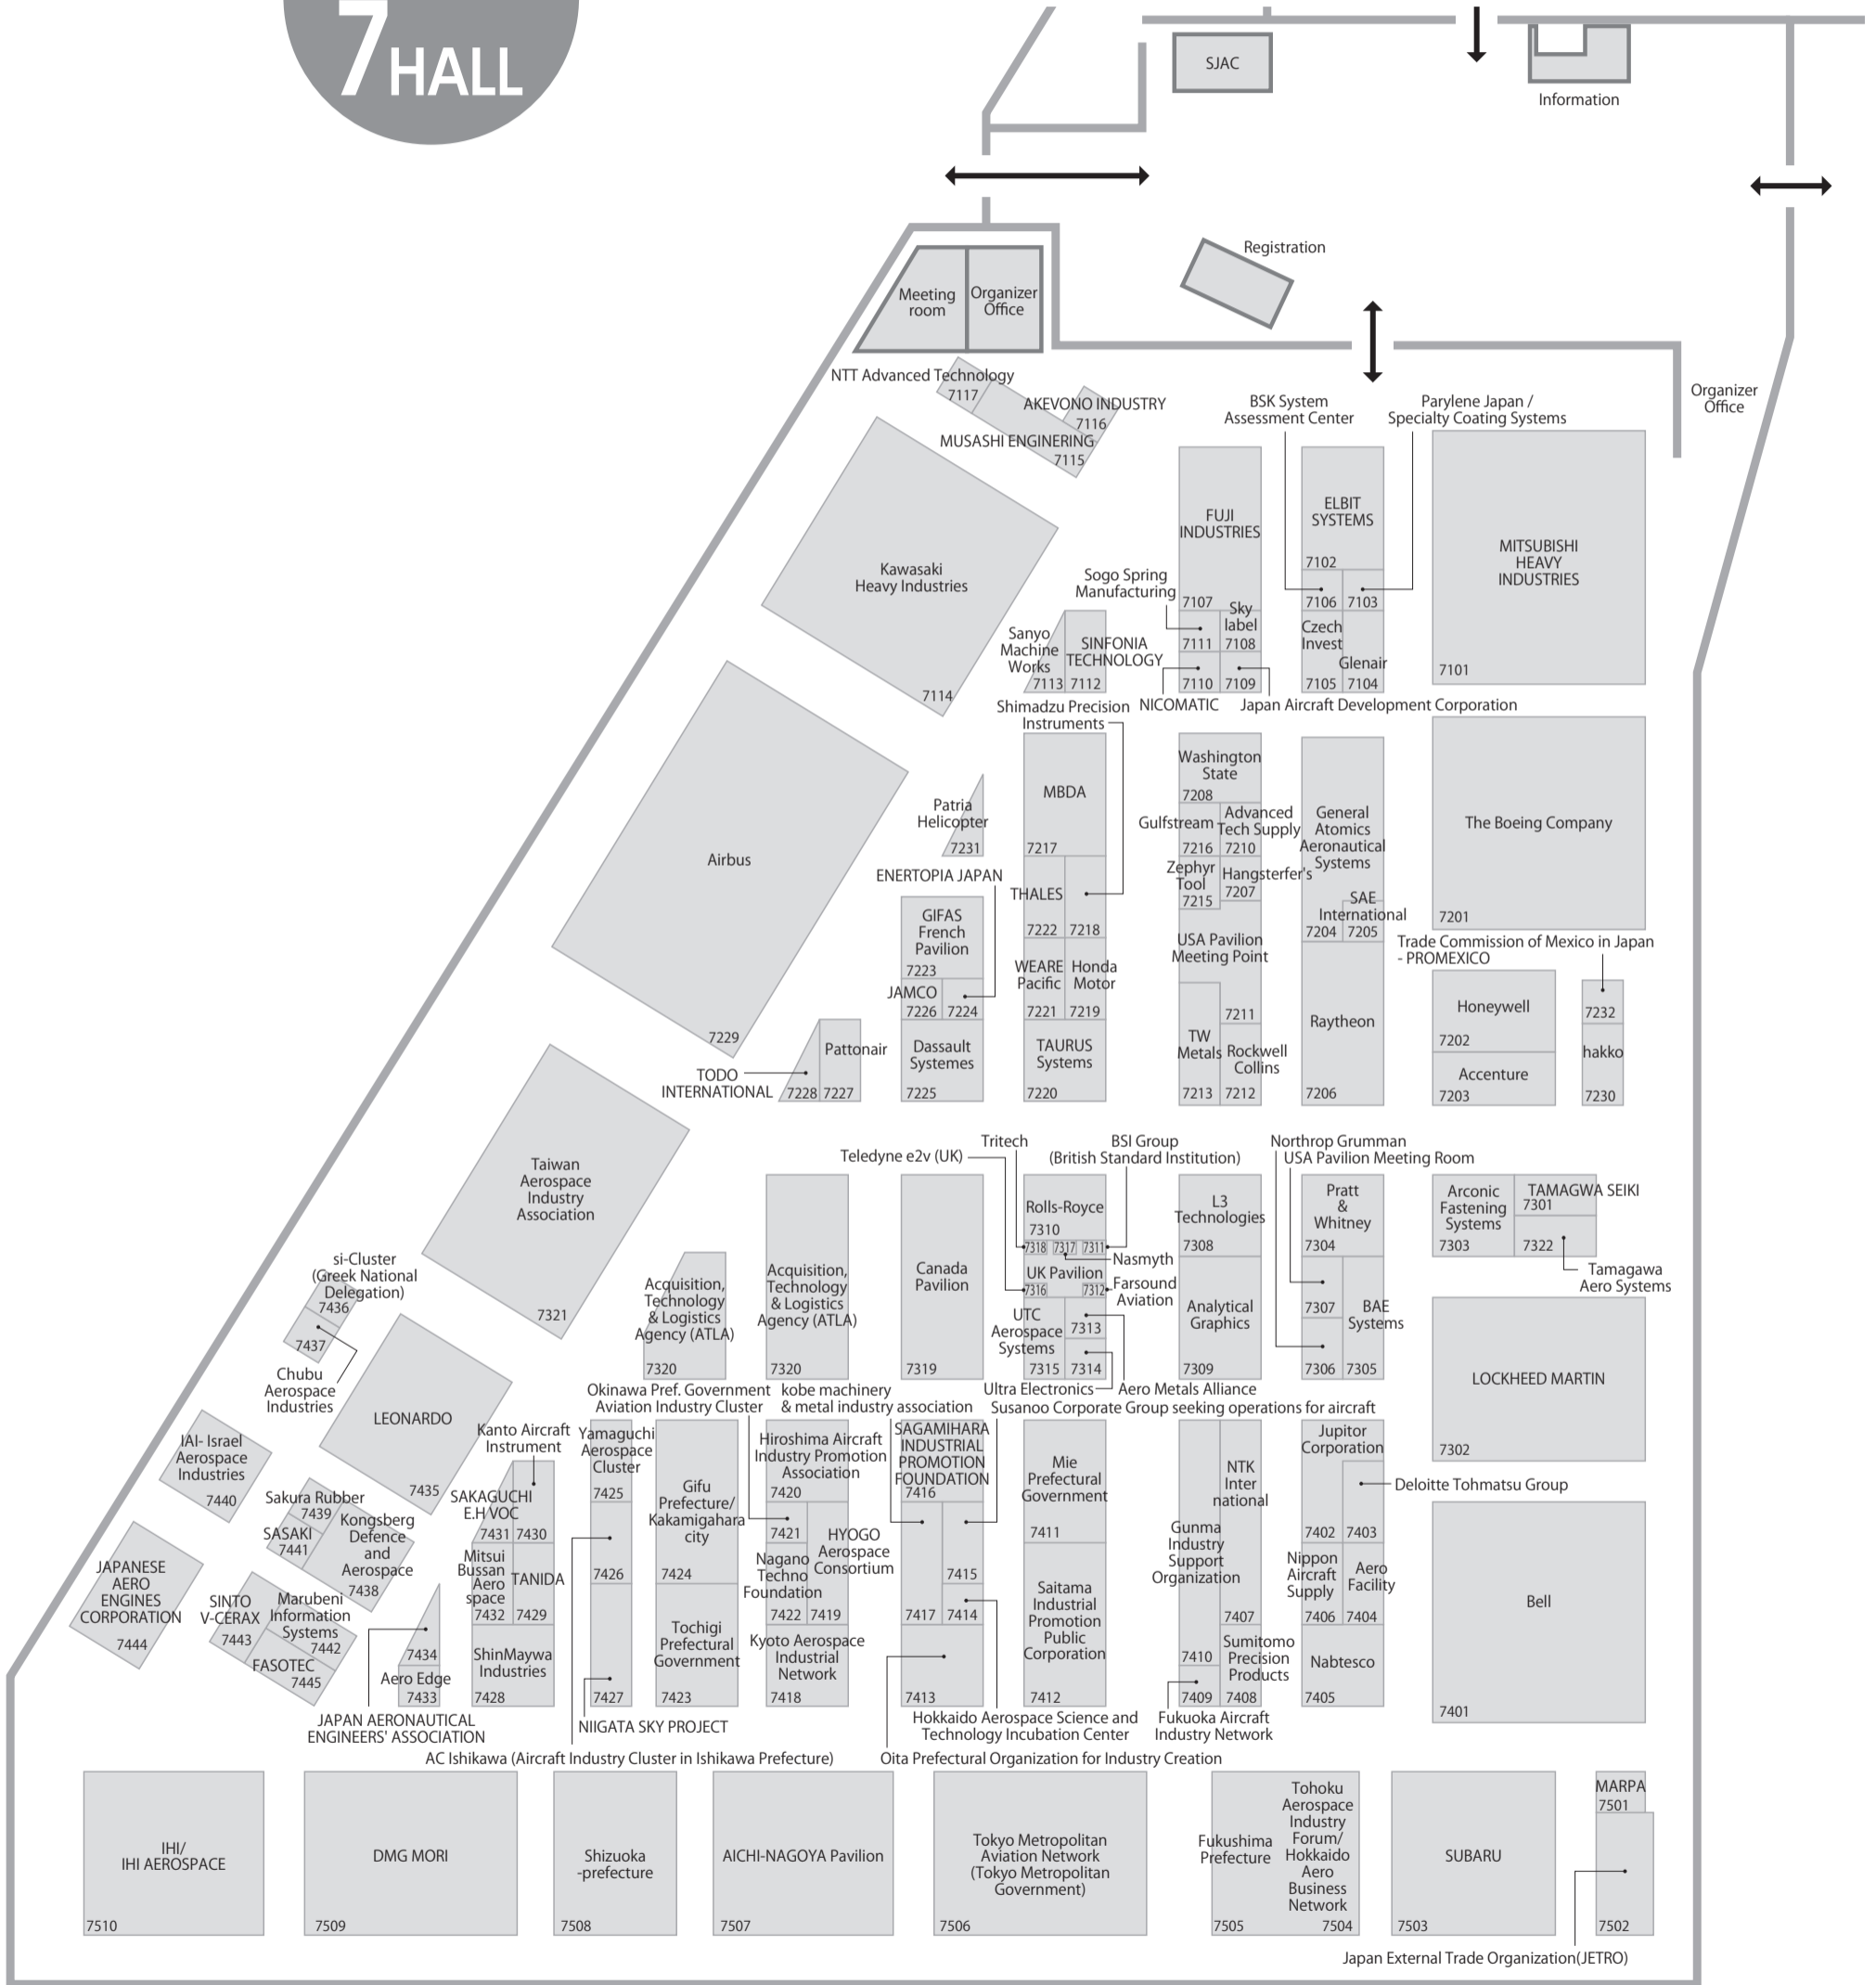 7 HALL
SJAC
Information
Registration
Meeting
room
Organizer
Office
Organizer
Office
NTT Advanced Technology
7117
AKEVONO INDUSTRY
7116
MUSASHI ENGINERING
7115
BSK System
Assessment Center
Parylene Japan /
Specialty Coating Systems
Kawasaki
Heavy Industries
7114
FUJI
INDUSTRIES
7107
ELBIT
SYSTEMS
7102
7106
7103
MITSUBISHI
HEAVY
INDUSTRIES
7101
Sogo Spring
Manufacturing
7111
Sky
label
7108
Czech
Invest
7105
Glenair
7104
Sanyo
Machine
Works
7113
SINFONIA
TECHNOLOGY
7112
7110
7109
NICOMATIC
Japan Aircraft Development Corporation
Shimadzu Precision
Instruments
Airbus
7229
Patria
Helicopter
7231
MBDA
7217
Washington
State
7208
Gulfstream
7216
Advanced
Tech Supply
7210
General
Atomics
Aeronautical
Systems
7204
The Boeing Company
7201
ENERTOPIA JAPAN
THALES
7222
7218
Zephyr
Tool
7215
Hangsterfer's
7207
SAE
International
7205
GIFAS
French
Pavilion
7223
JAMCO
7226
7224
WEARE
Pacific
7221
Honda
Motor
7219
USA Pavilion
Meeting Point
7211
Trade Commission of Mexico in Japan
- PROMEXICO
Honeywell
7202
7232
hakko
7230
Accenture
7203
Raytheon
7206
TW
Metals
7213
Rockwell
Collins
7212
TAURUS
Systems
7220
Dassault
Systemes
7225
Pattonair
7227
TODO
INTERNATIONAL
7228
Taiwan
Aerospace
Industry
Association
7321
Tritech
Teledyne e2v (UK)
BSI Group
(British Standard Institution)
Northrop Grumman
USA Pavilion Meeting Room
Acquisition,
Technology
& Logistics
Agency (ATLA)
7320
Acquisition,
Technology
& Logistics
Agency (ATLA)
7320
Canada
Pavilion
7319
Rolls-Royce
7310
7318
7317
7311
Nasmyth
UK Pavilion
7316
7312
Farsound
Aviation
UTC
Aerospace
Systems
7315
7313
7314
L3
Technologies
7308
Analytical
Graphics
7309
Pratt
&
Whitney
7304
7307
7306
BAE
Systems
7305
Arconic
Fastening
Systems
7303
TAMAGWA SEIKI
7301
7322
Tamagawa
Aero Systems
LOCKHEED MARTIN
7302
Ultra Electronics
Aero Metals Alliance
si-Cluster
(Greek National
Delegation)
7436
7437
Chubu
Aerospace
Industries
LEONARDO
7435
IAI- Israel
Aerospace
Industries
7440
Okinawa Pref. Government
Aviation Industry Cluster
kobe machinery
& metal industry association
Susanoo Corporate Group seeking operations for aircraft
Kanto Aircraft
Instrument
Yamaguchi
Aerospace
Cluster
7425
7426
7427
Gifu
Prefecture/
Kakamigahara
city
7424
Hiroshima Aircraft
Industry Promotion
Association
7420
7421
HYOGO
Aerospace
Consortium
7419
Nagano
Techno
Foundation
7422
SAGAMIHARA
INDUSTRIAL
PROMOTION
FOUNDATION
7416
7415
7417
7414
Mie
Prefectural
Government
7411
NTK
Inter
national
7407
Gunma
Industry
Support
Organization
7410
Jupitor
Corporation
7402
7403
Deloitte Tohmatsu Group
Nippon
Aircraft
Supply
7406
Aero
Facility
7404
Bell
7401
Sakura Rubber
7439
SASAKI
7441
Kongsberg
Defence
and
Aerospace
7438
SAKAGUCHI
E.H VOC
7431
7430
Mitsui
Bussan
Aero
space
7432
TANIDA
7429
JAPANESE
AERO
ENGINES
CORPORATION
7444
SINTO
V-CERAX
7443
Marubeni
Information
Systems
7442
FASOTEC
7445
7434
Aero Edge
7433
ShinMaywa
Industries
7428
Tochigi
Prefectural
Government
7423
Kyoto Aerospace
Industrial
Network
7418
7413
Saitama
Industrial
Promotion
Public
Corporation
7412
Sumitomo
Precision
Products
7409
7408
Nabtesco
7405
JAPAN AERONAUTICAL
ENGINEERS' ASSOCIATION
NIIGATA SKY PROJECT
Hokkaido Aerospace Science and
Technology Incubation Center
Fukuoka Aircraft
Industry Network
AC Ishikawa (Aircraft Industry Cluster in Ishikawa Prefecture)
Oita Prefectural Organization for Industry Creation
IHI/
IHI AEROSPACE
7510
DMG MORI
7509
Shizuoka
-prefecture
7508
AICHI-NAGOYA Pavilion
7507
Tokyo Metropolitan
Aviation Network
(Tokyo Metropolitan
Government)
7506
Fukushima
Prefecture
7505
Tohoku
Aerospace
Industry
Forum/
Hokkaido
Aero
Business
Network
7504
SUBARU
7503
MARPA
7501
7502
Japan External Trade Organization(JETRO)